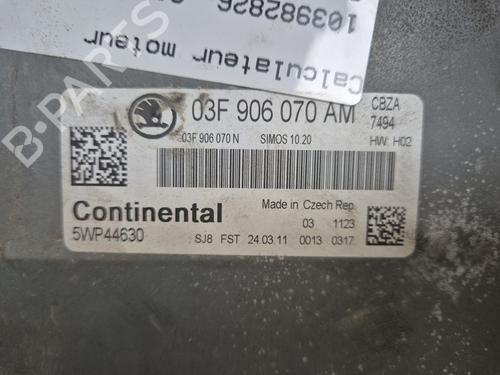 103982826
Calculateur moteur
B-PARTS
03F 906 070 AM
CBZA
7494
03F 906 070 N
SIMOS 10.20
HW: H02
Continental
5WP44630
Made in Czech Rep.
03 1123
SJ8 FST 24.03.11 0013 0317